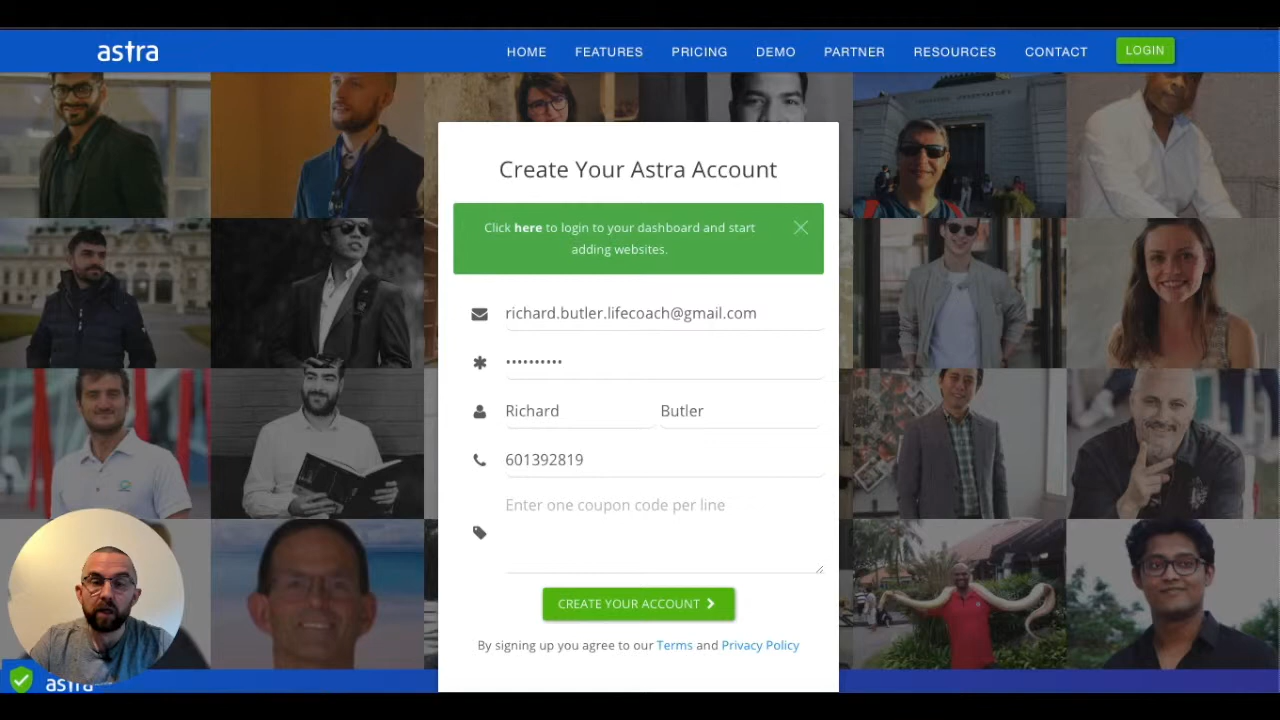 astra
HOME FEATURES PRICING DEMO PARTNER RESOURCES CONTACT LOGIN
Create Your Astra Account
Click here to login to your dashboard and start
adding websites.
richard.butler.lifecoach@gmail.com
••••••••••
Richard Butler
601392819
Enter one coupon code per line
CREATE YOUR ACCOUNT
By signing up you agree to our Terms and Privacy Policy
astra